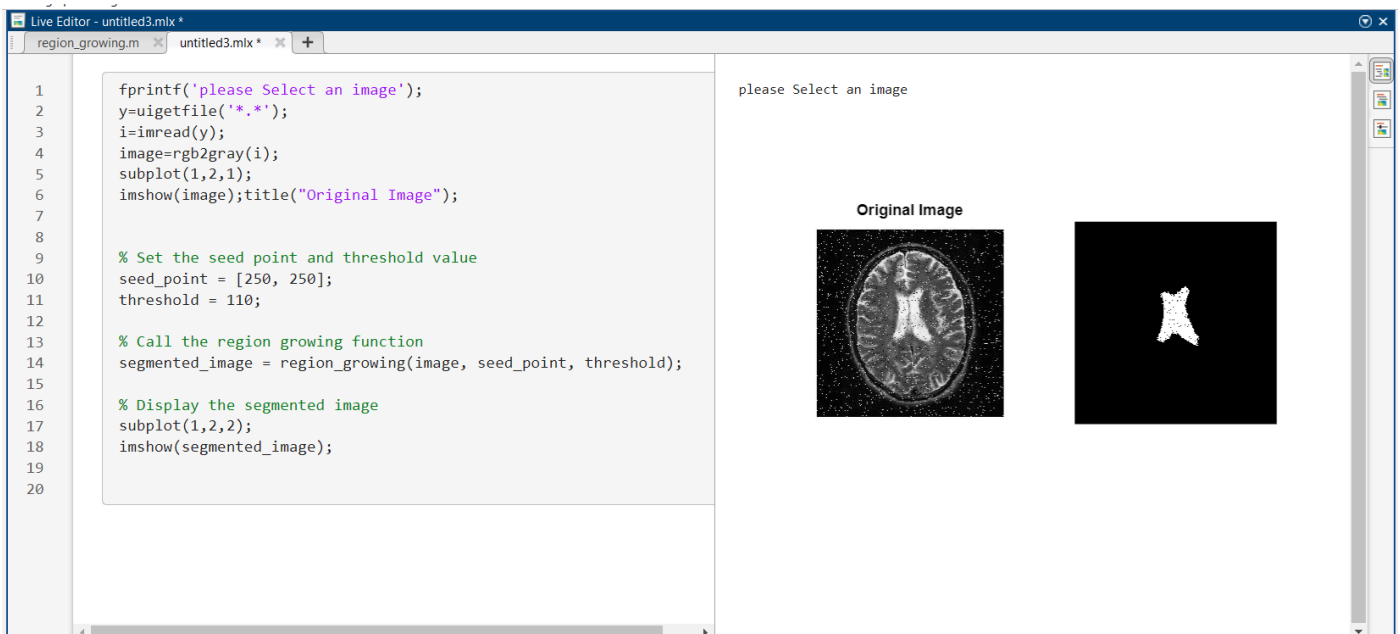 Live Editor - untitled3.mlx *
region_growing.m
untitled3.mlx *
1 fprintf('please Select an image');
2 y=uigetfile('*.*');
3 i=imread(y);
4 image=rgb2gray(i);
5 subplot(1,2,1);
6 imshow(image);title("Original Image");
7
8
9 % Set the seed point and threshold value
10 seed_point = [250, 250];
11 threshold = 110;
12
13 % Call the region growing function
14 segmented_image = region_growing(image, seed_point, threshold);
15
16 % Display the segmented image
17 subplot(1,2,2);
18 imshow(segmented_image);
19
20
please Select an image
Original Image